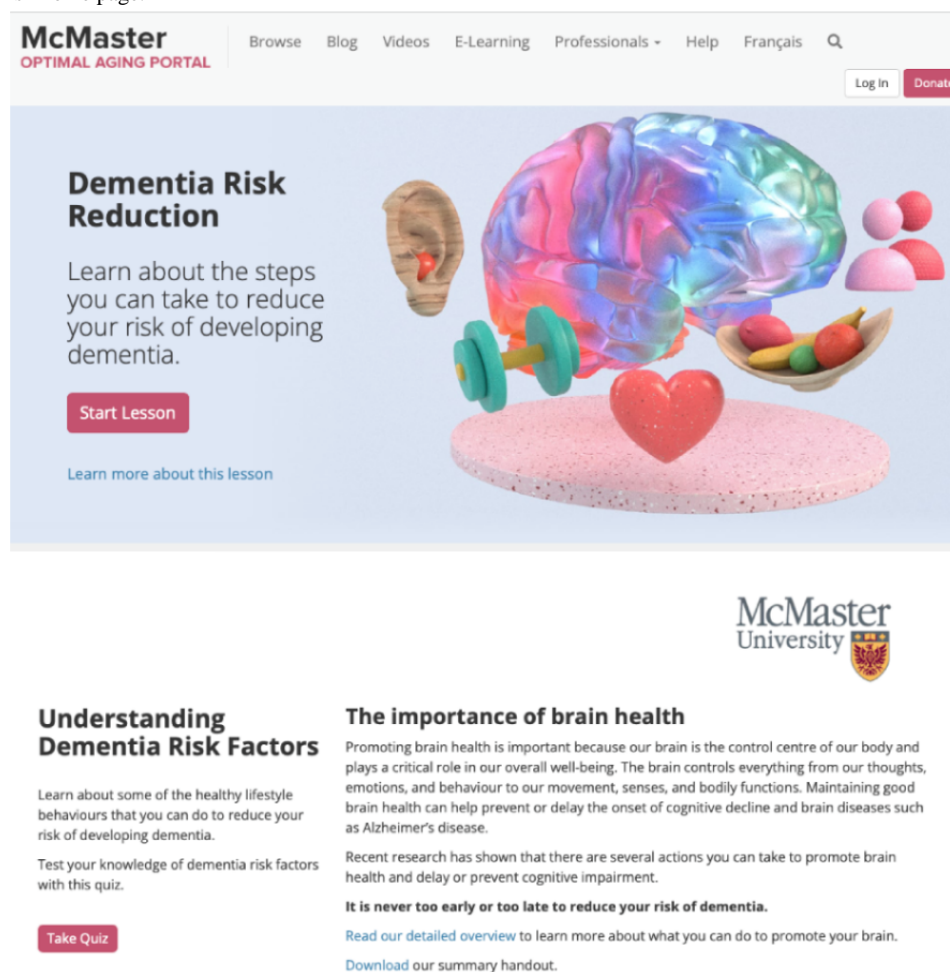 page.
McMaster
OPTIMAL AGING PORTAL
Browse Blog Videos E-Learning Professionals Help Français
Log In Donate
Dementia Risk
Reduction
Learn about the steps
you can take to reduce
your risk of developing
dementia.
Start Lesson
Learn more about this lesson
McMaster
University
Understanding
Dementia Risk Factors
Learn about some of the healthy lifestyle
behaviours that you can do to reduce your
risk of developing dementia.
Test your knowledge of dementia risk factors
with this quiz.
Take Quiz
The importance of brain health
Promoting brain health is important because our brain is the control centre of our body and
plays a critical role in our overall well-being. The brain controls everything from our thoughts,
emotions, and behaviour to our movement, senses, and bodily functions. Maintaining good
brain health can help prevent or delay the onset of cognitive decline and brain diseases such
as Alzheimer's disease.
Recent research has shown that there are several actions you can take to promote brain
health and delay or prevent cognitive impairment.
It is never too early or too late to reduce your risk of dementia.
Read our detailed overview to learn more about what you can do to promote your brain.
Download our summary handout.